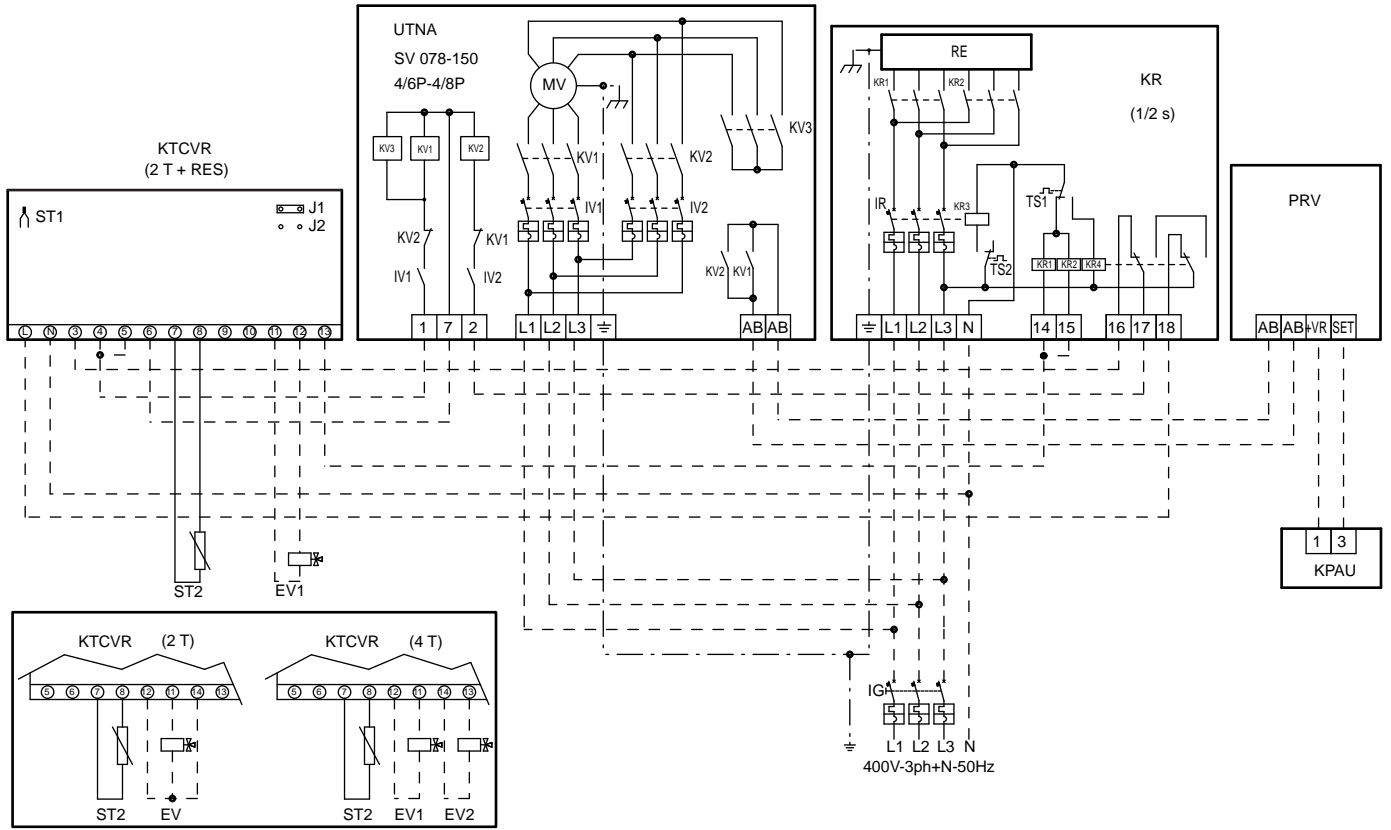 UTNA
SV 078-150
4/6P-4/8P
MV
KV3 KV1 KV2
KV3
KV1 KV2
IV1 IV2
KV2 KV1
IV1 IV2
KV2 KV1
1 7 2 L1 L2 L3 AB AB
RE
KR
(1/2 s)
KR1 KR2
IR
KR3
TS1
TS2
KR1 KR2 KR4
L1 L2 L3 N 14 15 16 17 18
KTCVR
(2 T + RES)
ST1
J1
J2
L N 3 4 5 6 7 8 9 10 11 12 13
PRV
AB AB +VR SET
1 3
KPAU
ST2
EV1
KTCVR (2 T)
5 6 7 8 12 11 14 13
ST2 EV
KTCVR (4 T)
5 6 7 8 12 11 14 13
ST2 EV1 EV2
IG
L1 L2 L3 N
400V-3ph+N-50Hz